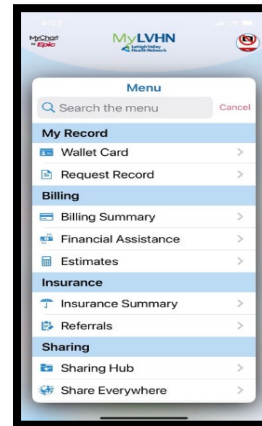 MyChart
by Epic
MyLVHN
Lehigh Valley
Health Network
Menu
Search the menu
Cancel
My Record
Wallet Card
Request Record
Billing
Billing Summary
Financial Assistance
Estimates
Insurance
Insurance Summary
Referrals
Sharing
Sharing Hub
Share Everywhere